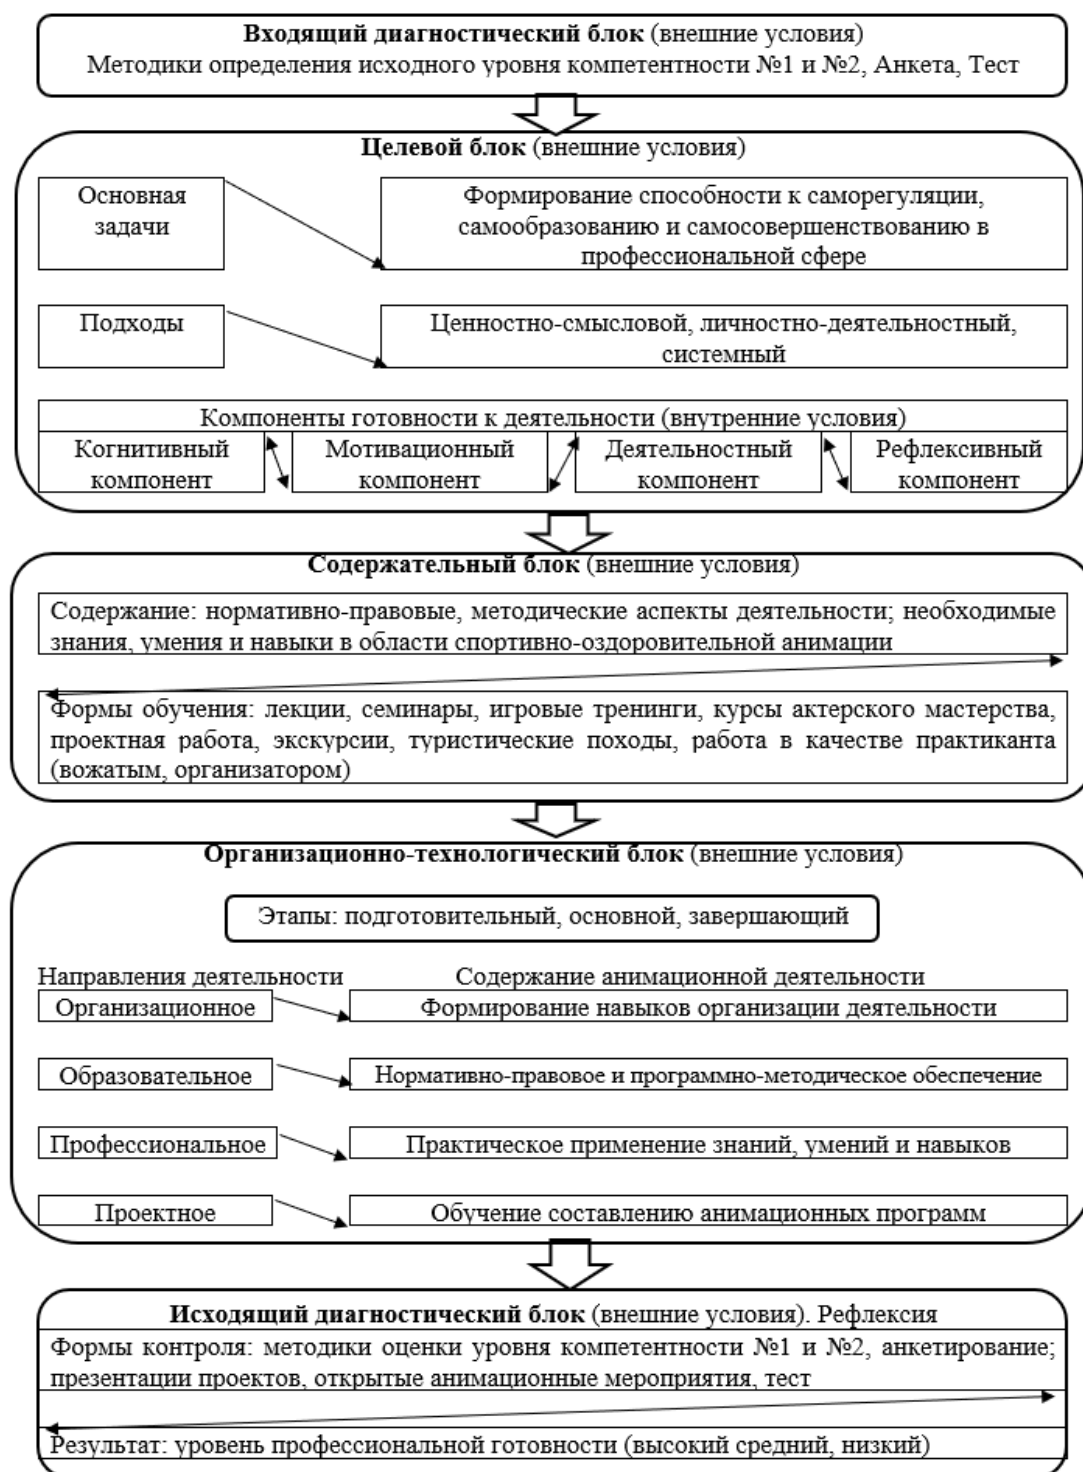 Входящий диагностический блок (внешние условия)
Методики определения исходного уровня компетентности №1 и №2, Анкета, Тест
Целевой блок (внешние условия)
Основная
задачи
Формирование способности к саморегуляции,
самообразованию и самосовершенствованию в
профессиональной сфере
Подходы
Ценностно-смысловой, личностно-деятельностный,
системный
Компоненты готовности к деятельности (внутренние условия)
Когнитивный
компонент
Мотивационный
компонент
Деятельностный
компонент
Рефлексивный
компонент
Содержательный блок (внешние условия)
Содержание: нормативно-правовые, методические аспекты деятельности; необходимые
знания, умения и навыки в области спортивно-оздоровительной анимации
Формы обучения: лекции, семинары, игровые тренинги, курсы актерского мастерства,
проектная работа, экскурсии, туристические походы, работа в качестве практиканта
(вожатым, организатором)
Организационно-технологический блок (внешние условия)
Этапы: подготовительный, основной, завершающий
Направления деятельности
Содержание анимационной деятельности
Организационное
Формирование навыков организации деятельности
Образовательное
Нормативно-правовое и программно-методическое обеспечение
Профессиональное
Практическое применение знаний, умений и навыков
Проектное
Обучение составлению анимационных программ
Исходящий диагностический блок (внешние условия). Рефлексия
Формы контроля: методики оценки уровня компетентности №1 и №2, анкетирование;
презентации проектов, открытые анимационные мероприятия, тест
Результат: уровень профессиональной готовности (высокий средний, низкий)